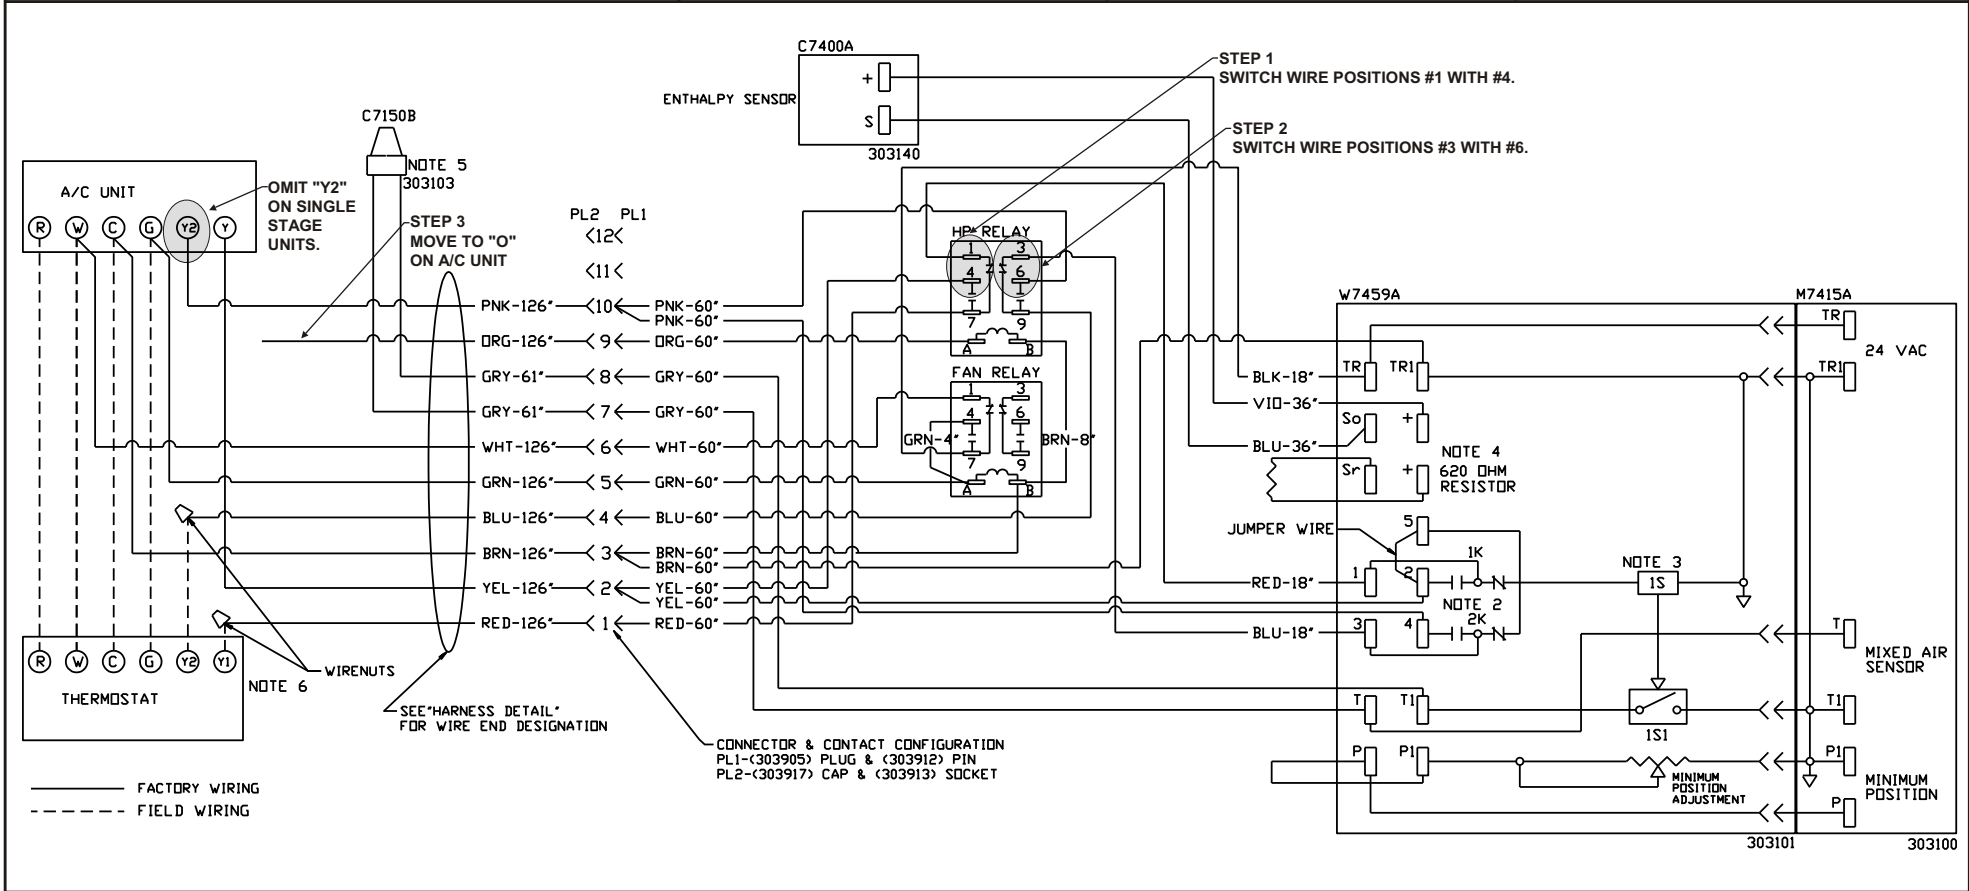 C7400A
ENTHALPY SENSOR
+
S
303140
STEP 1
SWITCH WIRE POSITIONS #1 WITH #4.
STEP 2
SWITCH WIRE POSITIONS #3 WITH #6.
C7150B
NOTE 5
303103
A/C UNIT
R W C G Y2 Y
OMIT "Y2"
ON SINGLE
STAGE
UNITS.
STEP 3
MOVE TO "O"
ON A/C UNIT
PL2 PL1
12
11
PNK-126" 10 PNK-60"
PNK-60"
ORG-126" 9 ORG-60"
GRY-61" 8 GRY-60"
GRY-61" 7 GRY-60"
WHT-126" 6 WHT-60"
GRN-126" 5 GRN-60"
BLU-126" 4 BLU-60"
BRN-126" 3 BRN-60"
BRN-60"
YEL-126" 2 YEL-60"
YEL-60"
RED-126" 1 RED-60"
HP RELAY
1 3
4 6
7 9
A B
FAN RELAY
1 3
4 6
GRN-4" BRN-8"
7 9
A B
W7459A
M7415A
TR
24 VAC
BLK-18" TR TR1 TR1
VIO-36"
So +
BLU-36"
Sr +
NOTE 4
620 OHM
RESISTOR
JUMPER WIRE
5
1K
NOTE 3
RED-18" 1 2 1S
NOTE 2
2K
BLU-18" 3 4
T
MIXED AIR
SENSOR
T T1 T1
1S1
P P1 P1
MINIMUM
POSITION
ADJUSTMENT
MINIMUM
POSITION
P
303101
303100
R W C G Y2 Y1
THERMOSTAT
NOTE 6
WIRENUTS
SEE"HARNESS DETAIL"
FOR WIRE END DESIGNATION
CONNECTOR & CONTACT CONFIGURATION
PL1-(303905) PLUG & (303912) PIN
PL2-(303917) CAP & (303913) SOCKET
FACTORY WIRING
FIELD WIRING